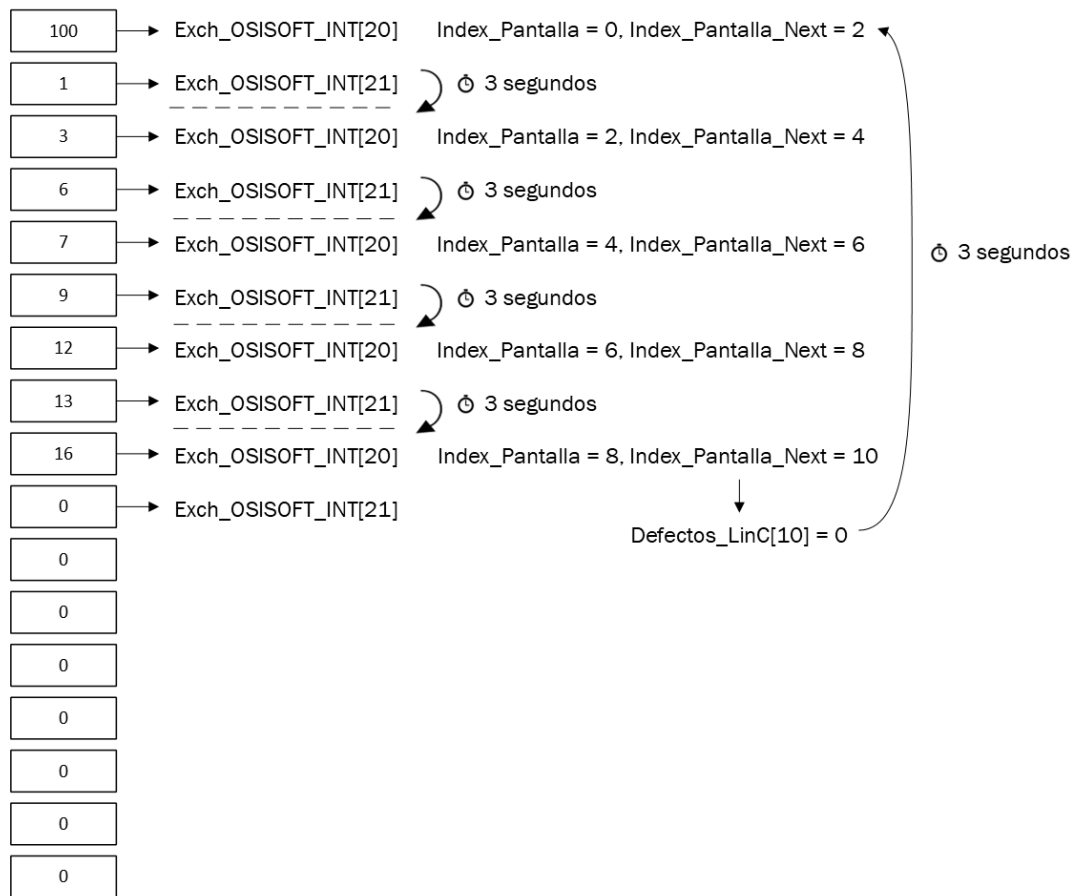 100 Exch_OSISOFT_INT[20] Index_Pantalla = 0, Index_Pantalla_Next = 2
1 Exch_OSISOFT_INT[21] 3 segundos
3 Exch_OSISOFT_INT[20] Index_Pantalla = 2, Index_Pantalla_Next = 4
6 Exch_OSISOFT_INT[21] 3 segundos
7 Exch_OSISOFT_INT[20] Index_Pantalla = 4, Index_Pantalla_Next = 6
3 segundos
9 Exch_OSISOFT_INT[21] 3 segundos
12 Exch_OSISOFT_INT[20] Index_Pantalla = 6, Index_Pantalla_Next = 8
13 Exch_OSISOFT_INT[21] 3 segundos
16 Exch_OSISOFT_INT[20] Index_Pantalla = 8, Index_Pantalla_Next = 10
0 Exch_OSISOFT_INT[21]
Defectos_LinC[10] = 0
0
0
0
0
0
0
0